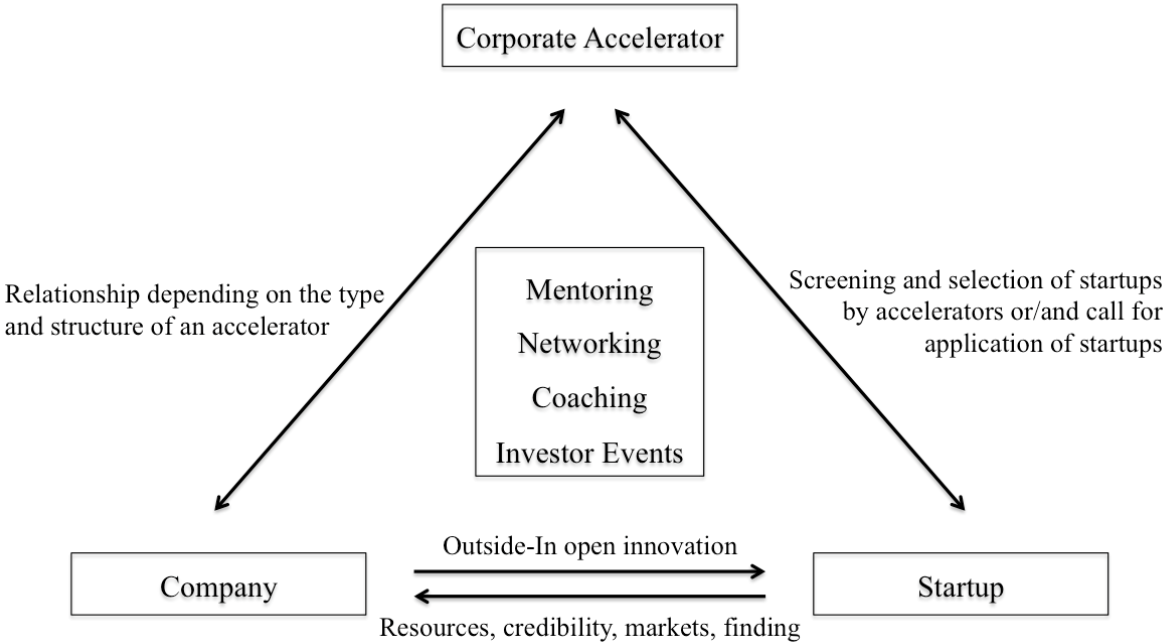 Corporate Accelerator
Relationship depending on the type
and structure of an accelerator
Mentoring
Networking
Coaching
Investor Events
Screening and selection of startups
by accelerators or/and call for
application of startups
Company
Outside-In open innovation
Resources, credibility, markets, finding
Startup